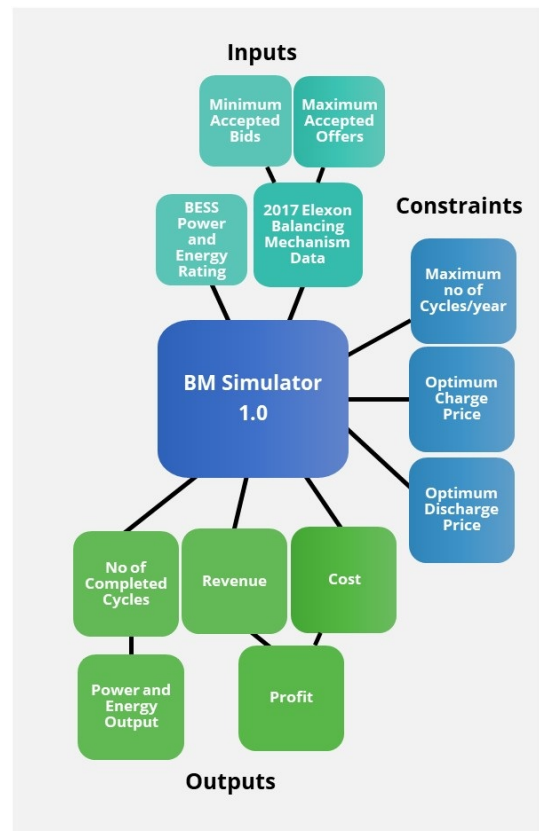 Inputs
Minimum
Accepted
Bids
Maximum
Accepted
Offers
BESS
Power
and
Energy
Rating
2017 Elexon
Balancing
Mechanism
Data
Constraints
Maximum
no of
Cycles/year
BM Simulator
1.0
Optimum
Charge
Price
Optimum
Discharge
Price
No of
Completed
Cycles
Revenue
Cost
Power and
Energy
Output
Profit
Outputs